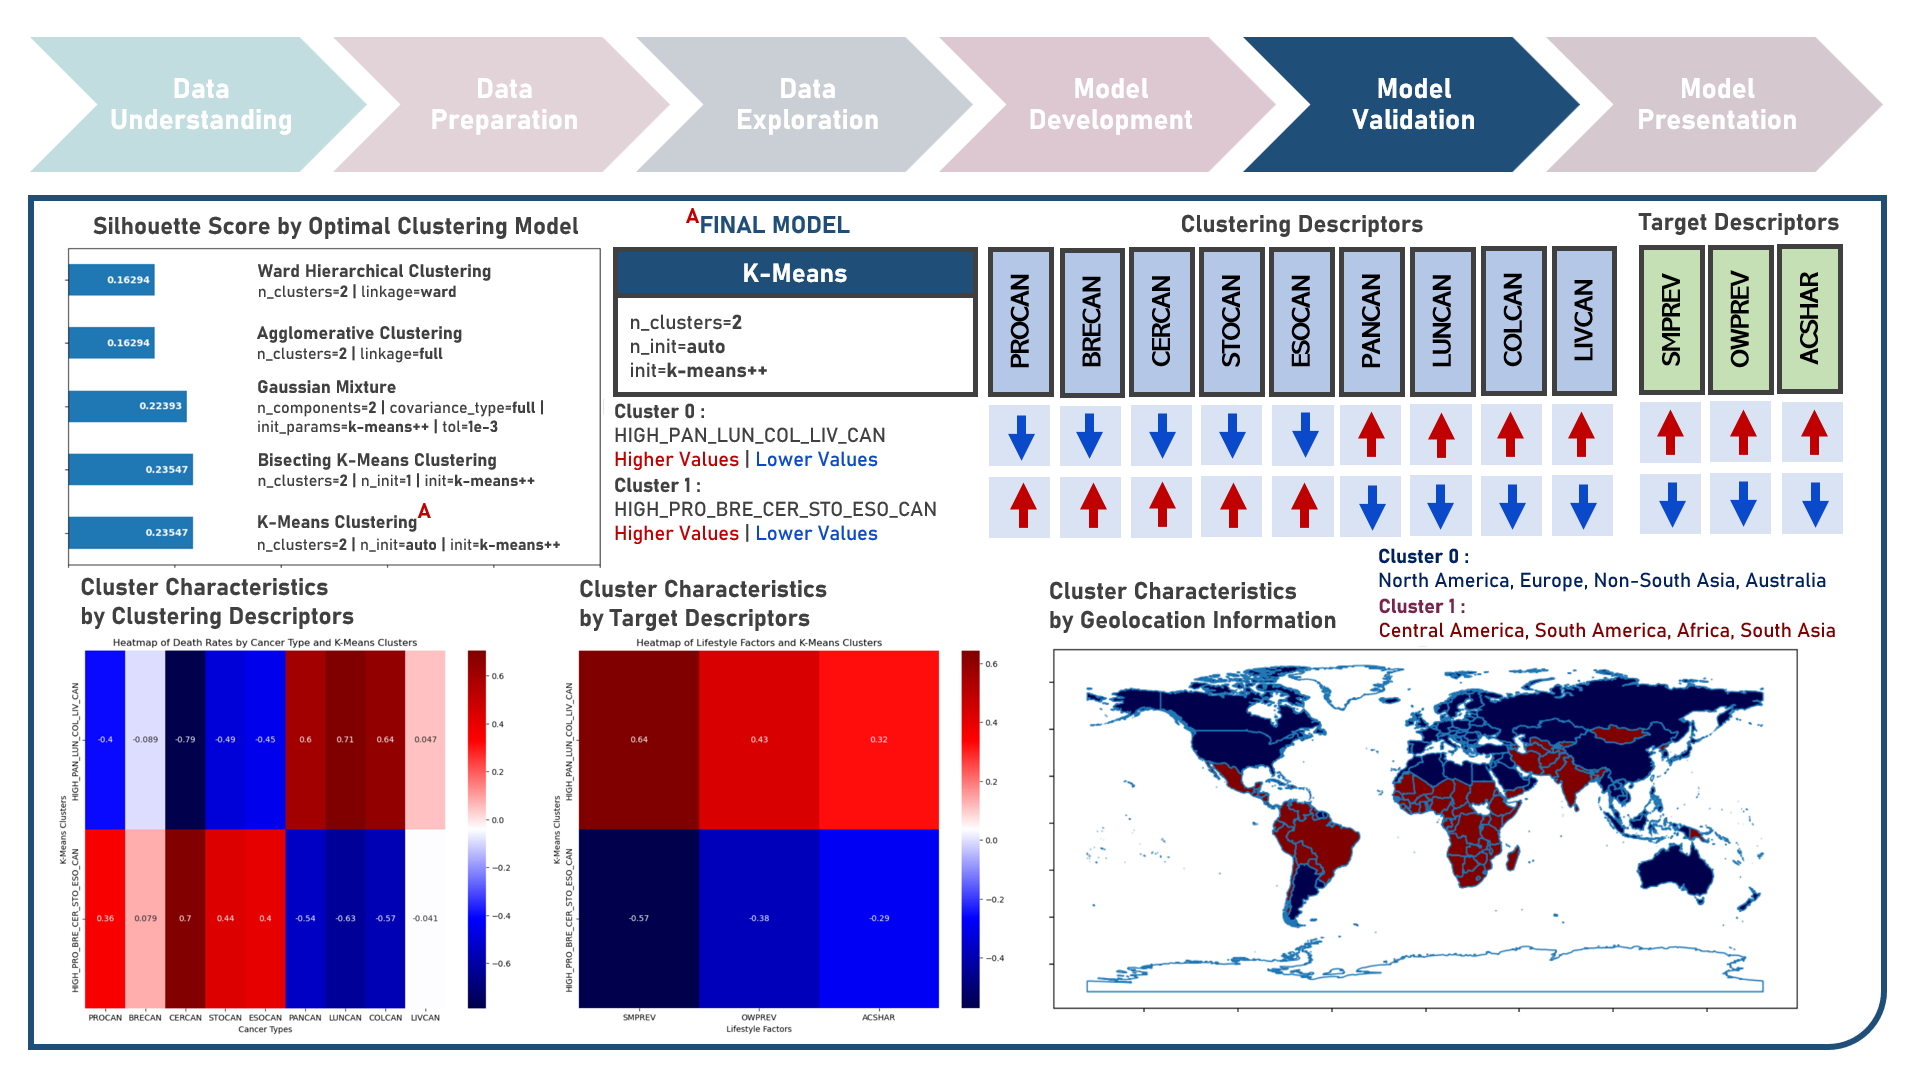 Data
Understanding
Data
Preparation
Data
Exploration
Model
Development
Model
Validation
Model
Presentation
Silhouette Score by Optimal Clustering Model
0.16294
Ward Hierarchical Clustering
n_clusters=2 | linkage=ward
0.16294
Agglomerative Clustering
n_clusters=2 | linkage=full
0.22393
Gaussian Mixture
n_components=2 | covariance_type=full |
init_params=k-means++ | tol=1e-3
0.23547
Bisecting K-Means Clustering
n_clusters=2 | n_init=1 | init=k-means++
0.23547
K-Means Clustering A
n_clusters=2 | n_init=auto | init=k-means++
A FINAL MODEL
K-Means
n_clusters=2
n_init=auto
init=k-means++
Cluster 0 :
HIGH_PAN_LUN_COL_LIV_CAN
Higher Values | Lower Values
Cluster 1 :
HIGH_PRO_BRE_CER_STO_ESO_CAN
Higher Values | Lower Values
Clustering Descriptors
PROCAN
BRECAN
CERCAN
STOCAN
ESOCAN
PANCAN
LUNCAN
COLCAN
LIVCAN
Target Descriptors
SMPREV
OWPREV
ACSHAR
Cluster Characteristics
by Clustering Descriptors
Heatmap of Death Rates by Cancer Type and K-Means Clusters
K-Means Clusters
HIGH_PAN_LUN_COL_LIV_CAN
-0.4 -0.089 -0.79 -0.49 -0.45 0.6 0.71 0.64 0.047
HIGH_PRO_BRE_CER_STO_ESO_CAN
0.36 0.079 0.7 0.44 0.4 -0.54 -0.63 -0.57 -0.041
PROCAN BRECAN CERCAN STOCAN ESOCAN PANCAN LUNCAN COLCAN LIVCAN
Cancer Types
0.6
0.4
0.2
0.0
−0.2
−0.4
−0.6
Cluster Characteristics
by Target Descriptors
Heatmap of Lifestyle Factors and K-Means Clusters
K-Means Clusters
HIGH_PAN_LUN_COL_LIV_CAN
0.64 0.43 0.32
HIGH_PRO_BRE_CER_STO_ESO_CAN
-0.57 -0.38 -0.29
SMPREV OWPREV ACSHAR
Lifestyle Factors
0.6
0.4
0.2
0.0
−0.2
−0.4
Cluster Characteristics
by Geolocation Information
Cluster 0 :
North America, Europe, Non-South Asia, Australia
Cluster 1 :
Central America, South America, Africa, South Asia